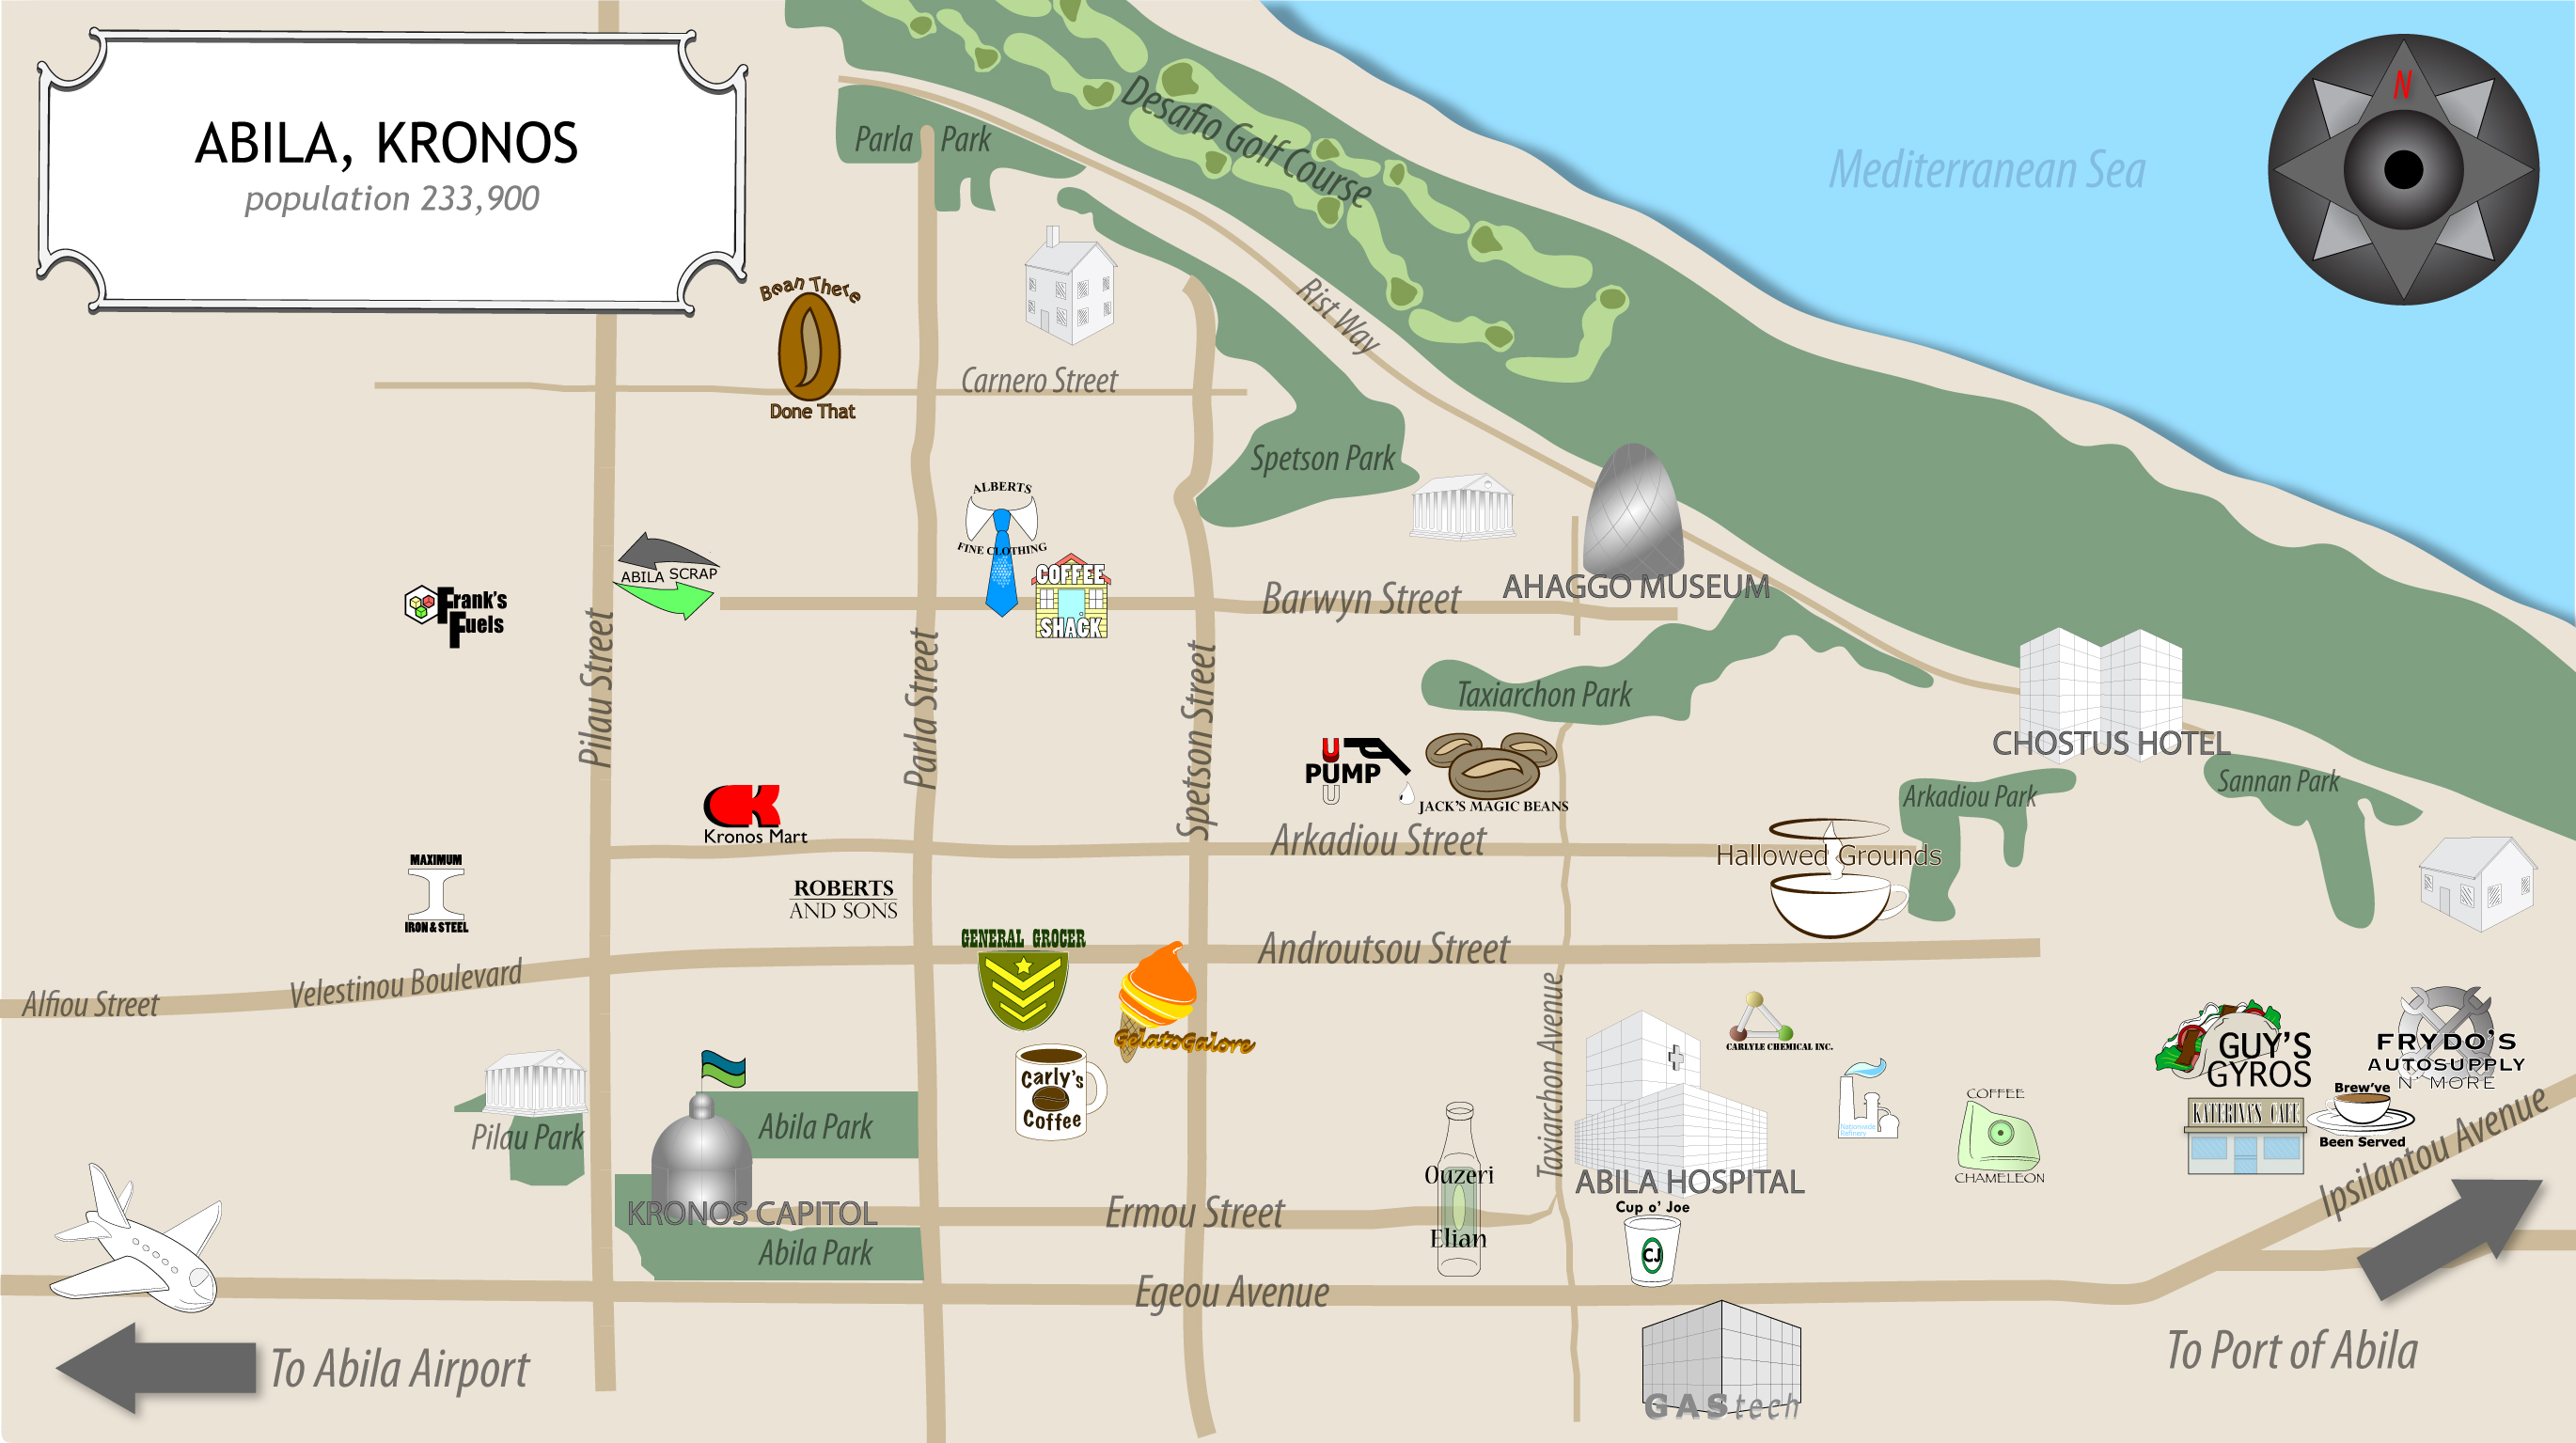 ABILA, KRONOS
population 233,900
N
Mediterranean Sea
Desafio Golf Course
Parla Park
Rist Way
Bean There
Done That
Carnero Street
Spetson Park
ALBERTS
FINE CLOTHING
COFFEE
SHACK
ABILA SCRAP
Frank's
Fuels
Barwyn Street
AHAGGO MUSEUM
Pilau Street
Parla Street
Spetson Street
Taxiarchon Park
CHOSTUS HOTEL
U
PUMP
U
JACK'S MAGIC BEANS
Arkadiou Park
Sannan Park
CK
Kronos Mart
Arkadiou Street
Hallowed Grounds
MAXIMUM
IRON & STEEL
ROBERTS
AND SONS
GENERAL GROCER
Androutsou Street
Alfiou Street
Velestinou Boulevard
GelatoGalore
Taxiarchon Avenue
CARLYLE CHEMICAL INC.
GUY'S
GYROS
FRYDO'S
AUTOSUPPLY
N' MORE
Carly's
Coffee
Nationwide
Refinery
COFFEE
CHAMELEON
KATERINA'S CAFE
Brew've
Been Served
Ipsilantou Avenue
Pilau Park
Abila Park
KRONOS CAPITOL
Abila Park
Ermou Street
Ouzeri
Elian
ABILA HOSPITAL
Cup o' Joe
CJ
Egeou Avenue
To Abila Airport
GAStech
To Port of Abila